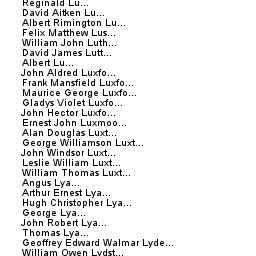 Reginald Lu...
David Aitken Lu...
Albert Rimington Lu...
Felix Matthew Lus...
William John Luth...
David James Lutt...
Albert Lu...
John Aldred Luxfo...
Frank Mansfield Luxfo...
Maurice George Luxfo...
Gladys Violet Luxfo...
John Hector Luxfo...
Ernest John Luxmoo...
Alan Douglas Luxt...
George Williamson Luxt...
John Windsor Luxt...
Leslie William Luxt...
William Thomas Luxt...
Angus Lya...
Arthur Ernest Lya...
Hugh Christopher Lya...
George Lya...
John Robert Lya...
Thomas Lya...
Geoffrey Edward Walmar Lyde...
William Owen Lydst...